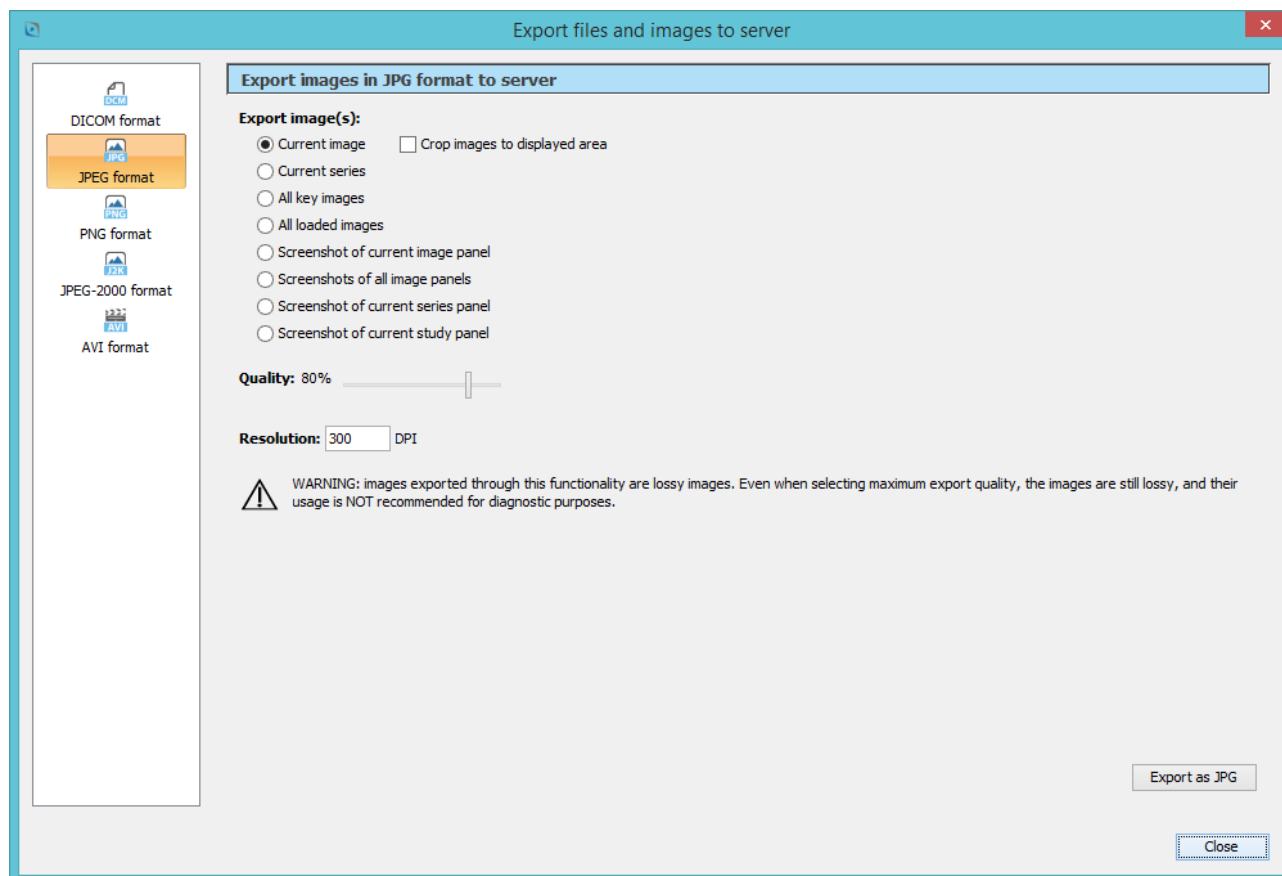 Export files and images to server
DCM
DICOM format
JPG
JPEG format
PNG
PNG format
J2K
JPEG-2000 format
AVI
AVI format
Export images in JPG format to server
Export image(s):
Current image Crop images to displayed area
Current series
All key images
All loaded images
Screenshot of current image panel
Screenshots of all image panels
Screenshot of current series panel
Screenshot of current study panel
Quality: 80%
Resolution: 300 DPI
WARNING: images exported through this functionality are lossy images. Even when selecting maximum export quality, the images are still lossy, and their
usage is NOT recommended for diagnostic purposes.
Export as JPG
Close